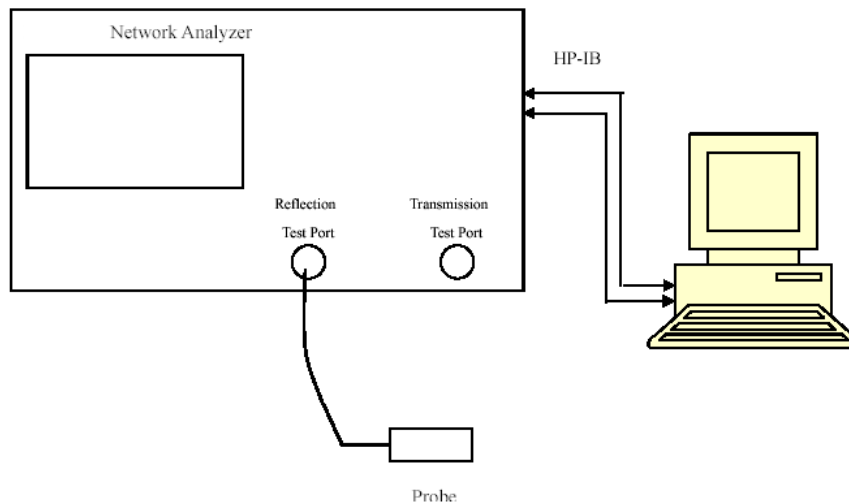 Network Analyzer
HP-IB
Reflection
Test Port
Transmission
Test Port
Probe